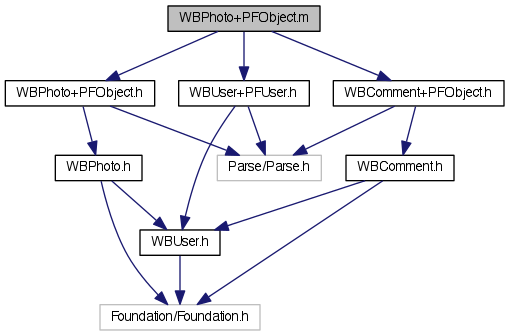 WBPhoto+PFObject.m
WBPhoto+PFObject.h
WBUser+PFUser.h
WBComment+PFObject.h
WBPhoto.h
Parse/Parse.h
WBComment.h
WBUser.h
Foundation/Foundation.h